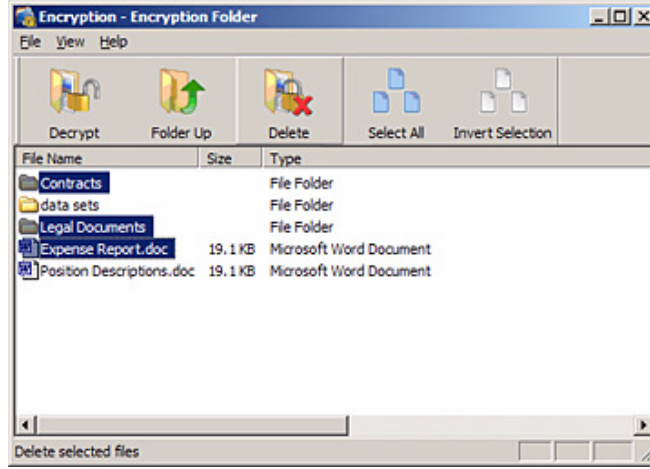 Encryption - Encryption Folder
File View Help
Decrypt Folder Up Delete Select All Invert Selection
File Name Size Type
Contracts File Folder
data sets File Folder
Legal Documents File Folder
Expense Report.doc 19.1 KB Microsoft Word Document
Position Descriptions.doc 19.1 KB Microsoft Word Document
Delete selected files